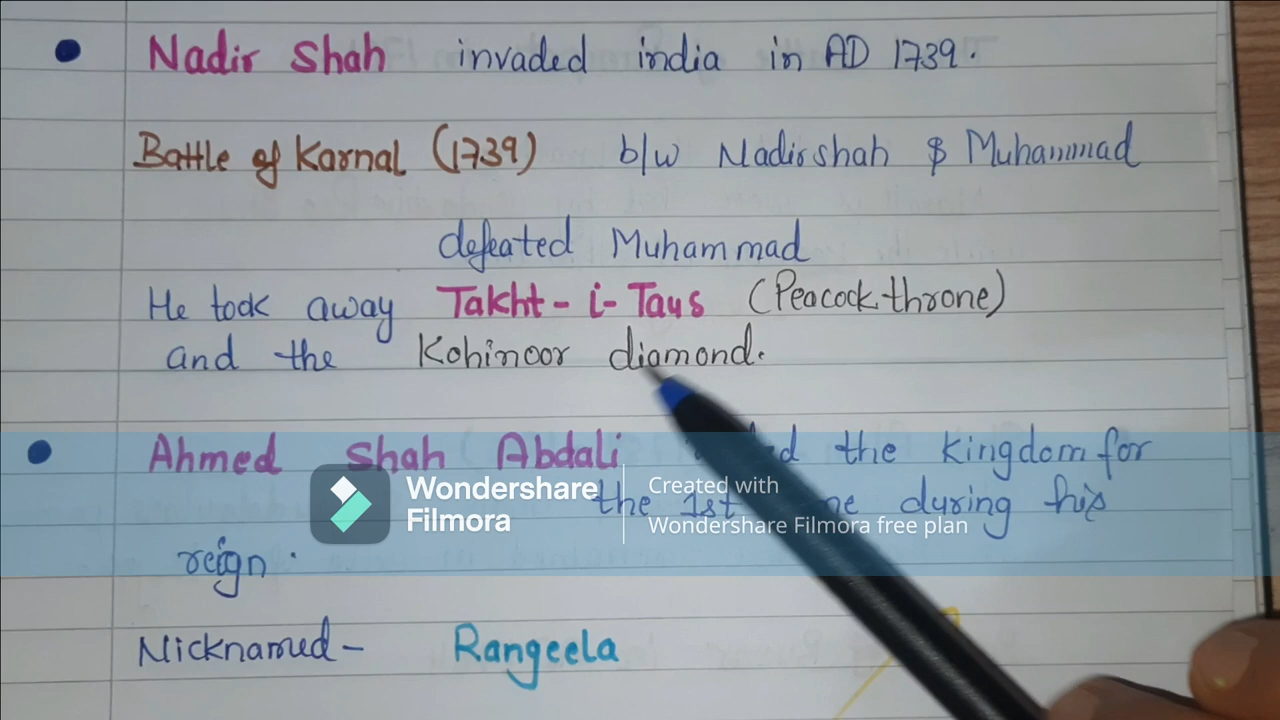 Nadir Shah invaded india in AD 1739.
Battle of Karnal (1739) b/w Nadirshah & Muhammad
defeated Muhammad
He took away Takht-i-Taus (Peacock throne)
and the Kohinoor diamond.
Ahmed Shah Abdali the kingdom for
the 1st during his
reign.
Nicknamed- Rangeela
Wondershare
Filmora
Created with
Wondershare Filmora free plan